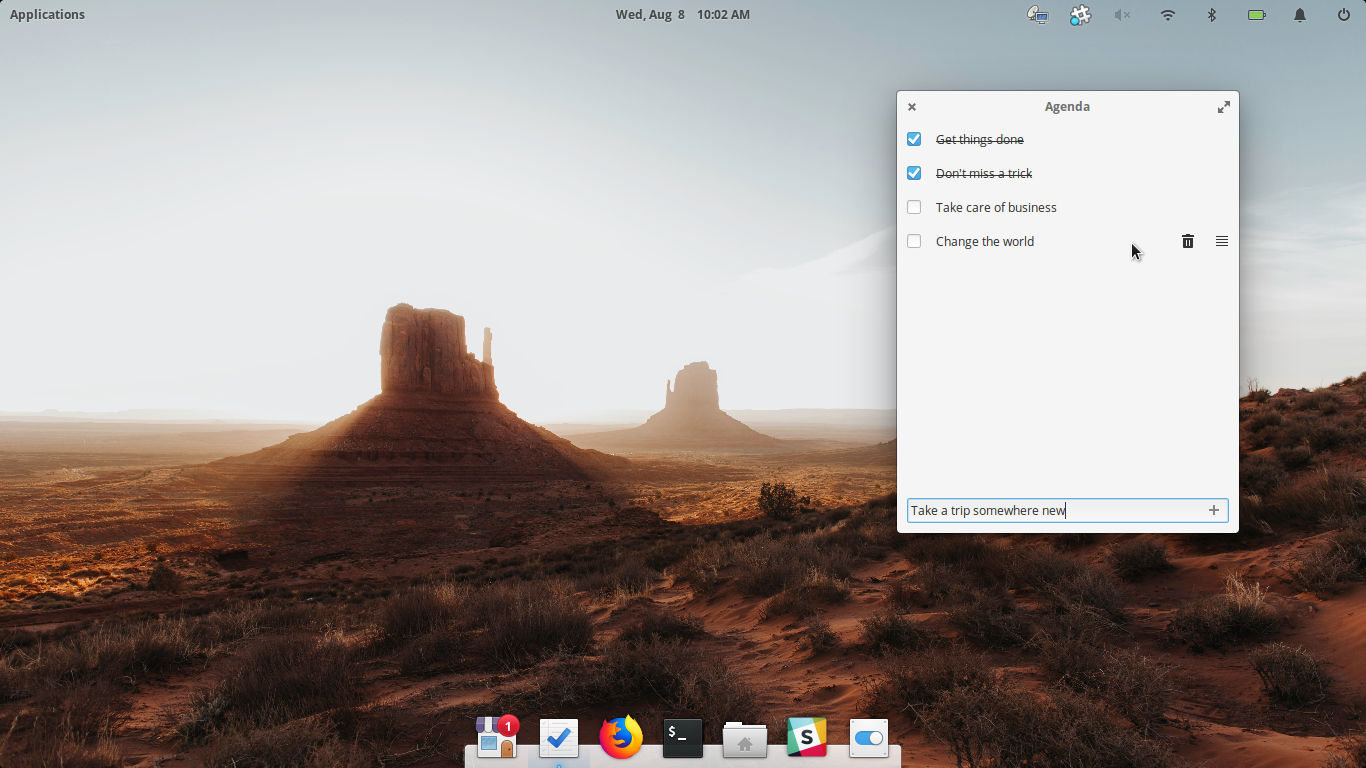 Applications
Wed, Aug 8 10:02 AM
Agenda
Get things done
Don't miss a trick
Take care of business
Change the world
Take a trip somewhere new
1
$_
S